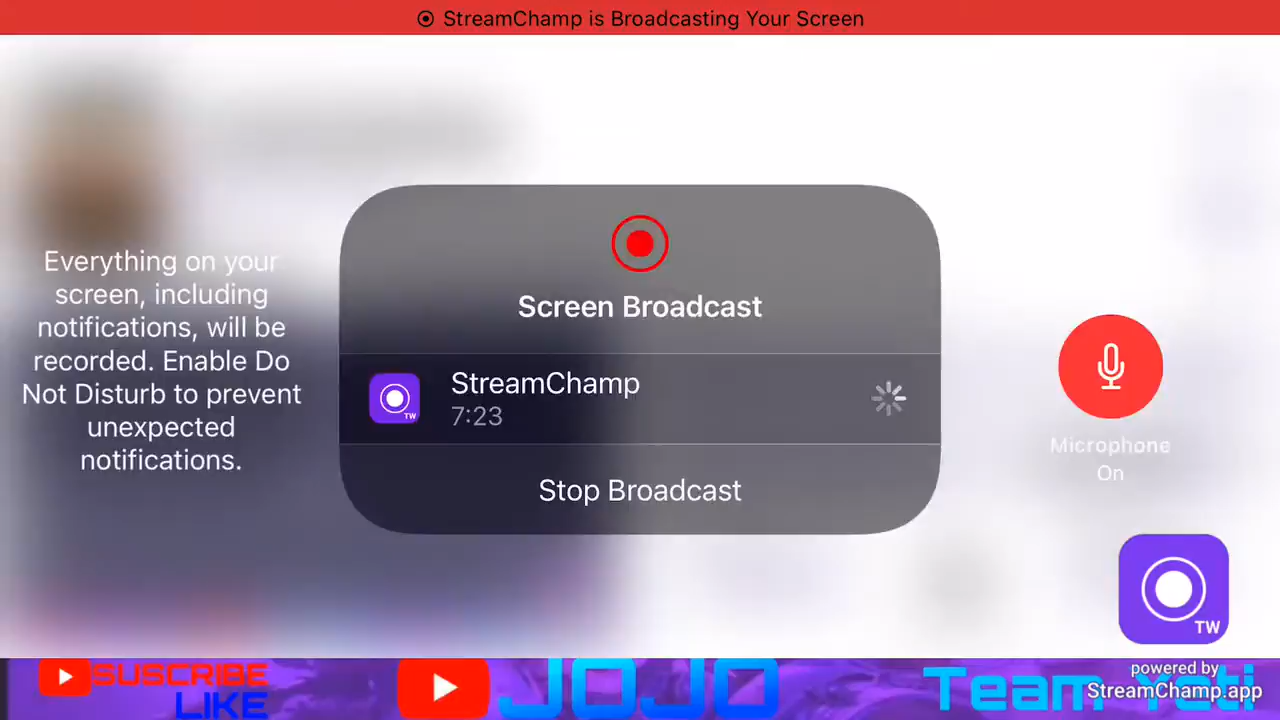 StreamChamp is Broadcasting Your Screen
Everything on your
screen, including
notifications, will be
recorded. Enable Do
Not Disturb to prevent
unexpected
notifications.
Screen Broadcast
StreamChamp
7:23
TW
Stop Broadcast
Microphone
On
TW
powered by
StreamChamp.app
SUSCRIBE
LIKE
JOJO
Team Yeti